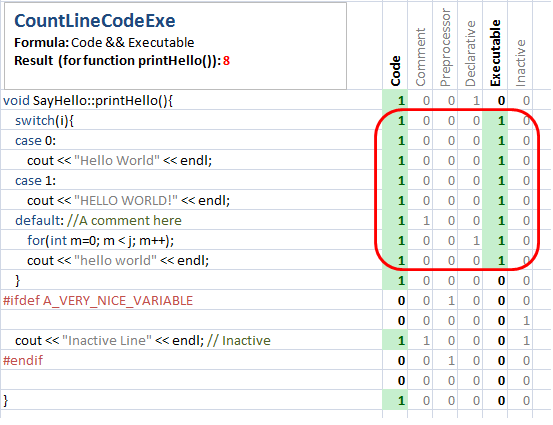 CountLineCodeExe
Formula: Code && Executable
Result (for function printHello()): 8
Code Comment Preprocessor Declarative Executable Inactive
void SayHello::printHello(){ 1 0 0 1 0 0
switch(i){ 1 0 0 0 1 0
case 0: 1 0 0 0 1 0
cout << "Hello World" << endl; 1 0 0 0 1 0
case 1: 1 0 0 0 1 0
cout << "HELLO WORLD!" << endl; 1 0 0 0 1 0
default: //A comment here 1 1 0 0 1 0
for(int m=0; m < j; m++); 1 0 0 1 1 0
cout << "hello world" << endl; 1 0 0 0 1 0
} 1 0 0 0 0 0
#ifdef A_VERY_NICE_VARIABLE 0 0 1 0 0 0
0 0 0 0 0 1
cout << "Inactive Line" << endl; // Inactive 1 1 0 0 0 1
#endif 0 0 1 0 0 0
0 0 0 0 0 0
} 1 0 0 0 0 0